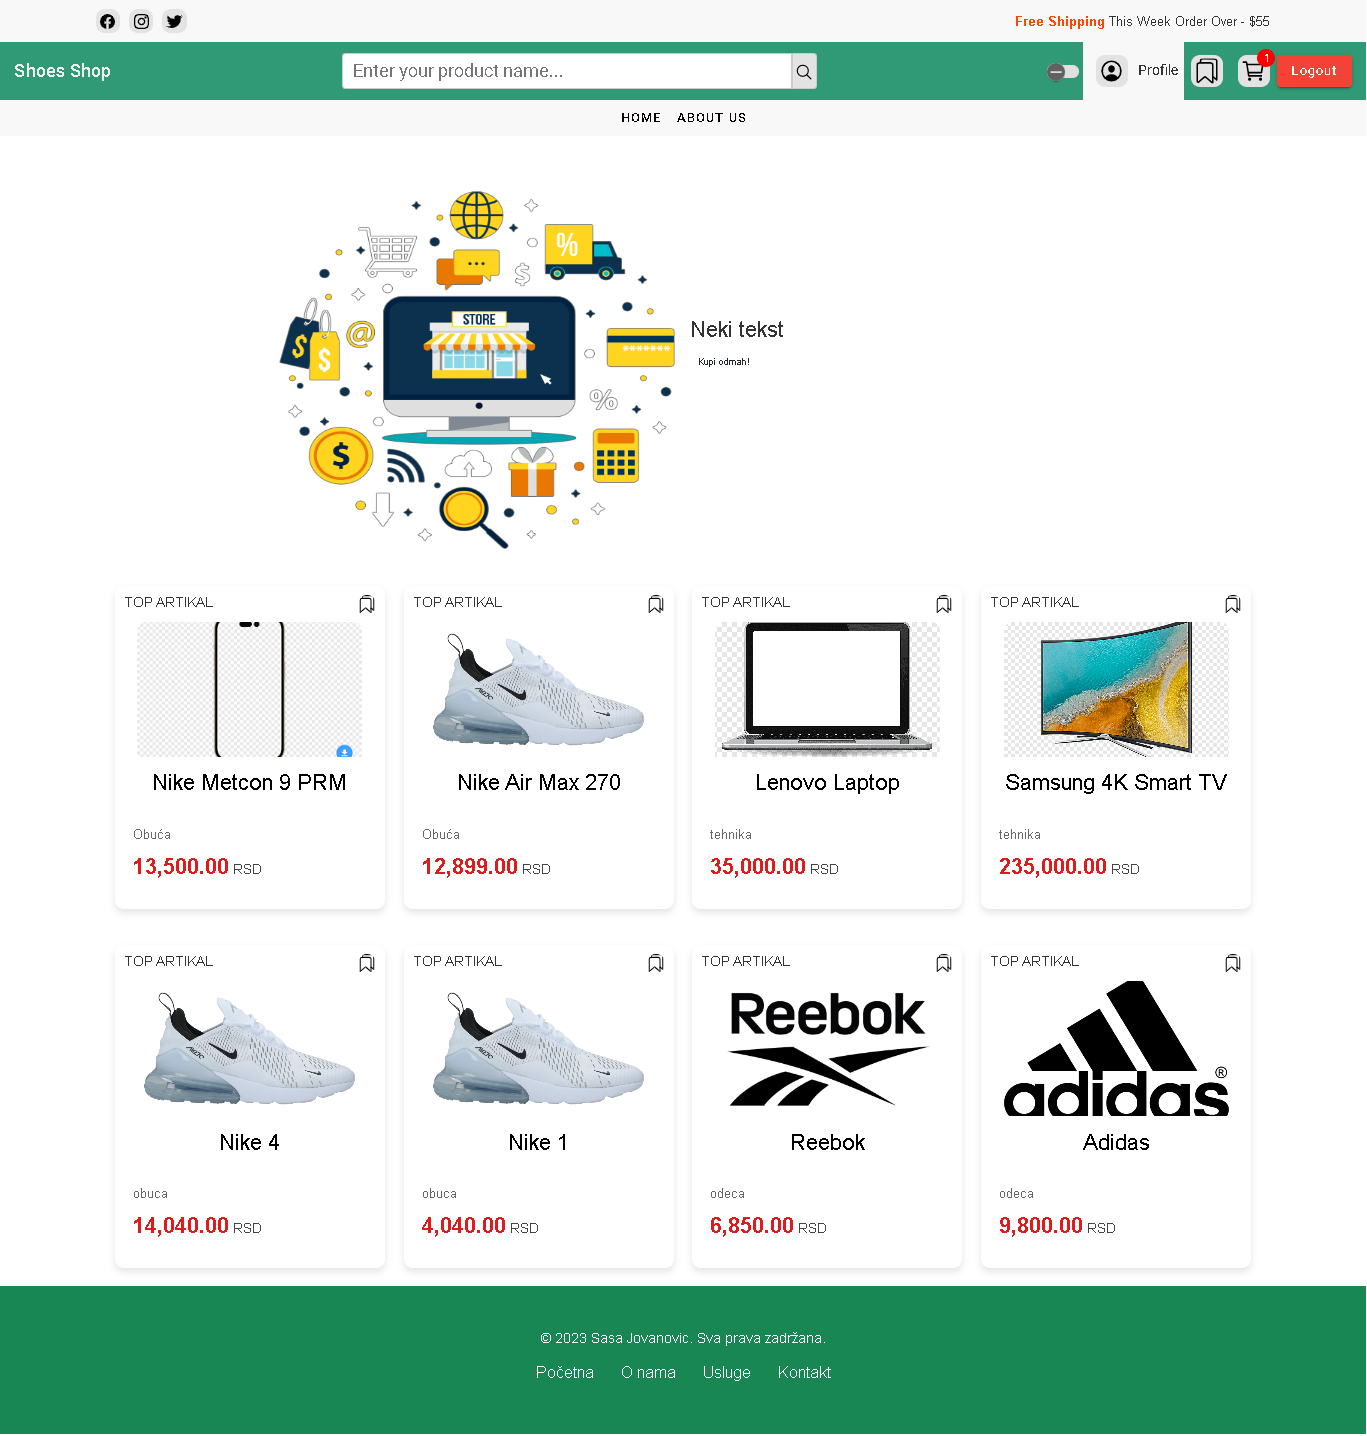 Free Shipping This Week Order Over - $55
Shoes Shop
Enter your product name...
Profile
1
Logout
HOME ABOUT US
%
STORE
$ $
@
*******
$
%
$
Neki tekst
Kupi odmah!
TOP ARTIKAL
Nike Metcon 9 PRM
Obuća
13,500.00 RSD
TOP ARTIKAL
Nike Air Max 270
Obuća
12,899.00 RSD
TOP ARTIKAL
Lenovo Laptop
tehnika
35,000.00 RSD
TOP ARTIKAL
Samsung 4K Smart TV
tehnika
235,000.00 RSD
TOP ARTIKAL
Nike 4
obuca
14,040.00 RSD
TOP ARTIKAL
Nike 1
obuca
4,040.00 RSD
TOP ARTIKAL
Reebok
Reebok
odeca
6,850.00 RSD
TOP ARTIKAL
adidas®
Adidas
odeca
9,800.00 RSD
© 2023 Sasa Jovanovic. Sva prava zadržana.
Početna O nama Usluge Kontakt